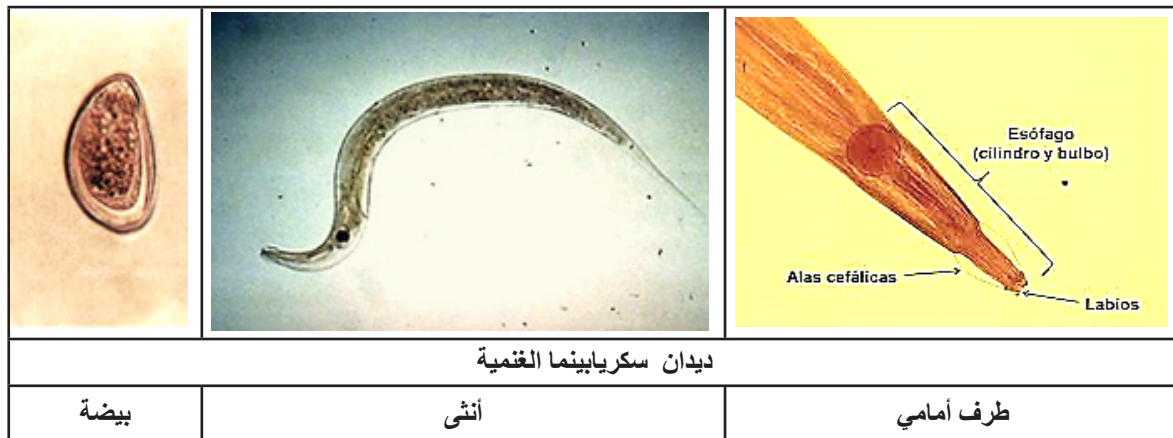 Esófago
(cilindro y bulbo)
Alas cefálicas
Labios
ديدان سكريابينما الغنمية
طرف أمامي
أنثى
بيضة